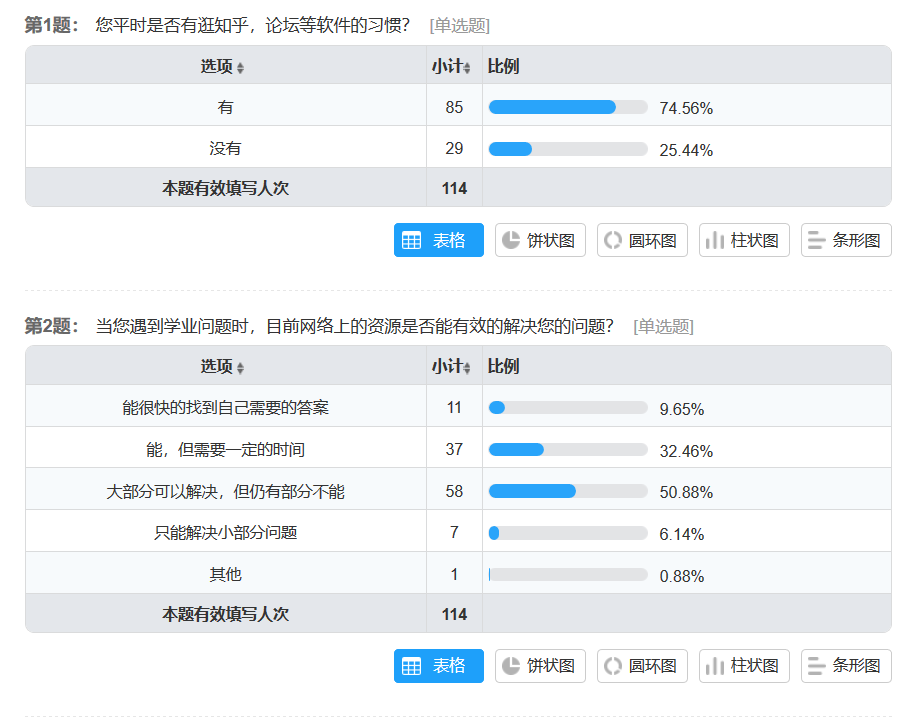 第1题： 您平时是否有逛知乎，论坛等软件的习惯？ [单选题]
选项 小计 比例
有 85 74.56%
没有 29 25.44%
本题有效填写人次 114
表格 饼状图 圆环图 柱状图 条形图
第2题： 当您遇到学业问题时，目前网络上的资源是否能有效的解决您的问题？ [单选题]
选项 小计 比例
能很快的找到自己需要的答案 11 9.65%
能，但需要一定的时间 37 32.46%
大部分可以解决，但仍有部分不能 58 50.88%
只能解决小部分问题 7 6.14%
其他 1 0.88%
本题有效填写人次 114
表格 饼状图 圆环图 柱状图 条形图